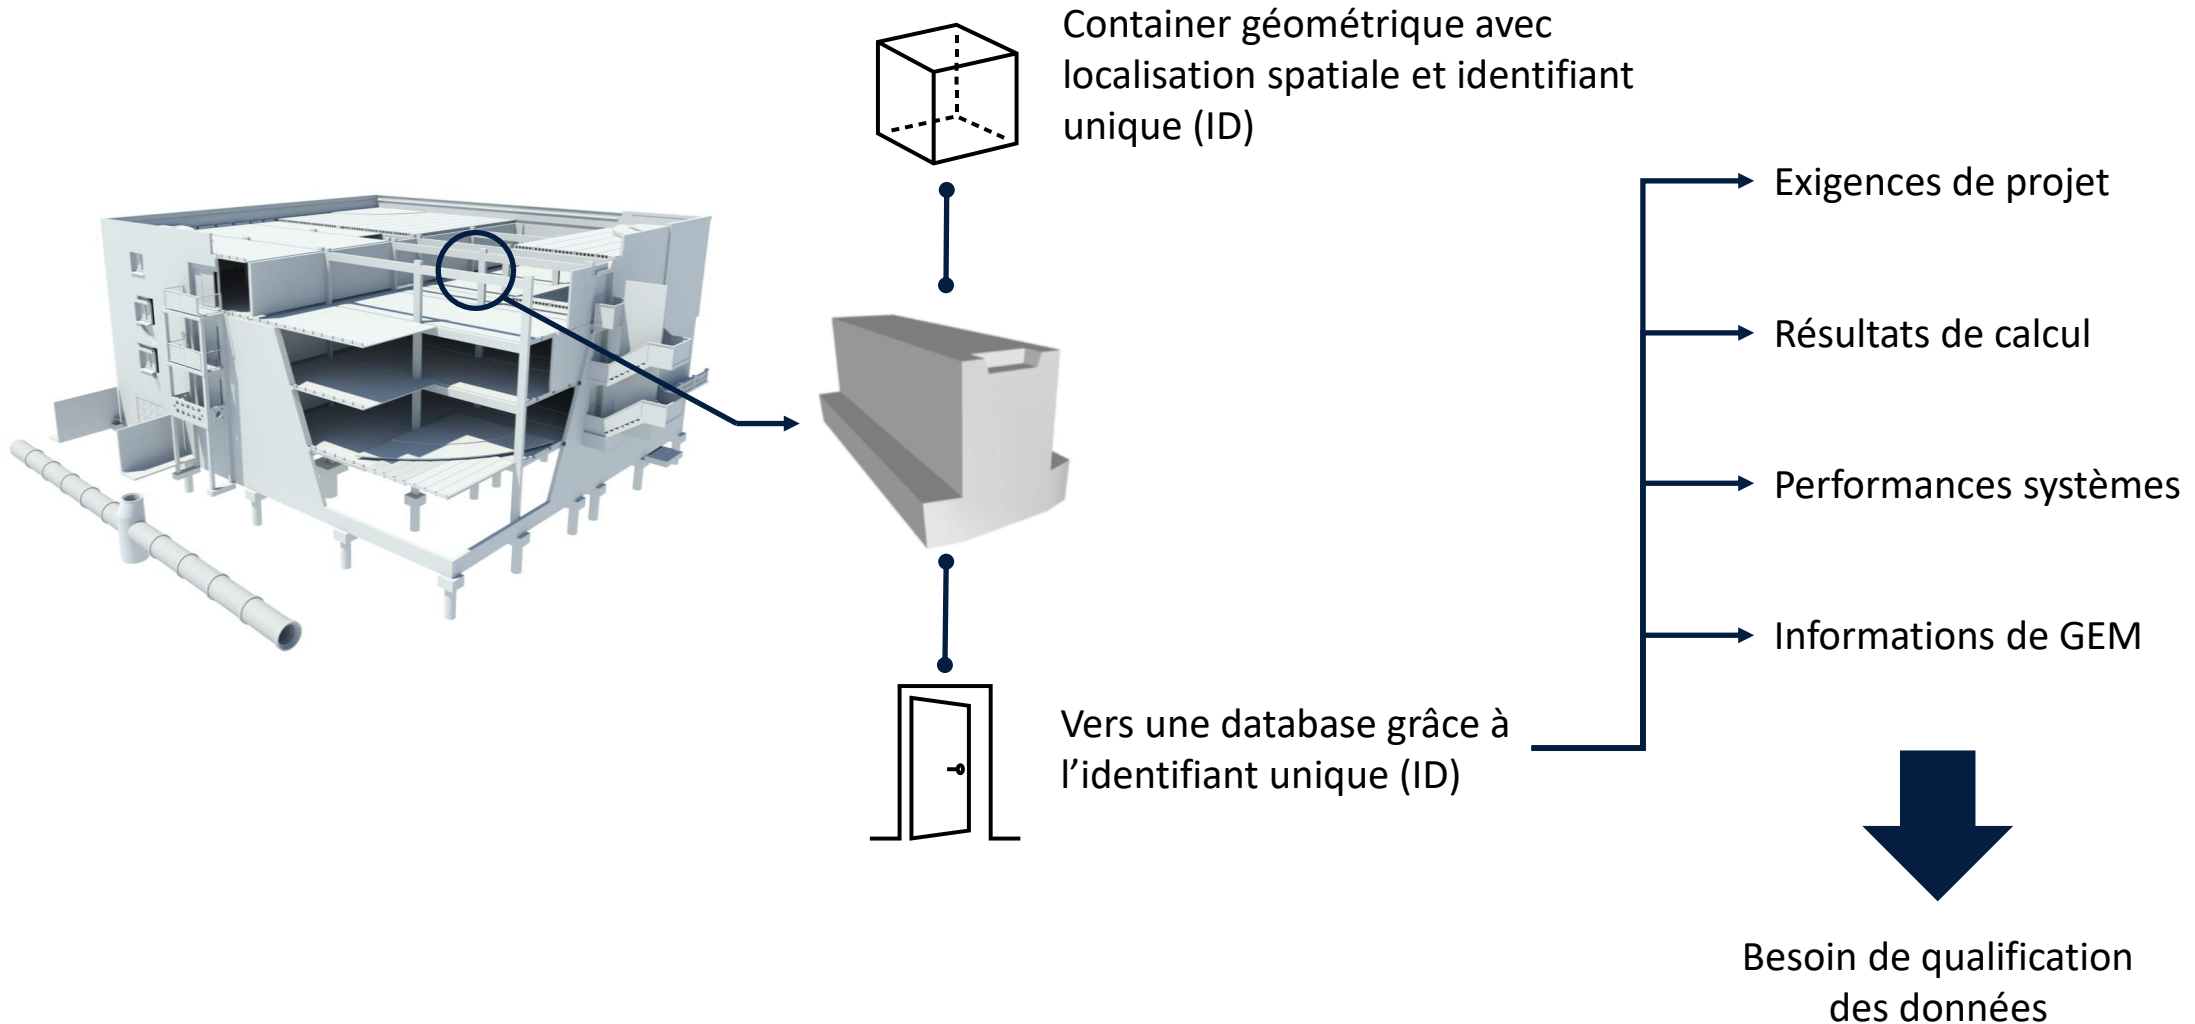 Container géométrique avec
localisation spatiale et identifiant
unique (ID)
Exigences de projet
Résultats de calcul
Performances systèmes
Informations de GEM
Vers une database grâce à
l’identifiant unique (ID)
Besoin de qualification
des données